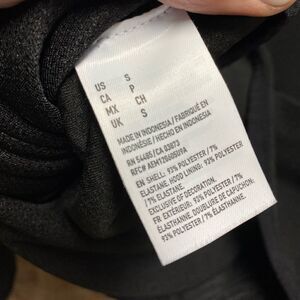 US S
CA P
MX CH
UK S
MADE IN INDONESIA / FABRIQUÉ EN
INDONÉSIE / HECHO EN INDONESIA
RN 54485 / CA 03873
EN: SHELL: 93% POLYESTER / 7%
ELASTANE. HOOD LINING: 93% POLYESTER
/ 7% ELASTANE.
EXCLUSIVE OF DECORATION.
FR: EXTÉRIEUR: 93% POLYESTER / 7%
ÉLASTHANNE. DOUBLURE DE CAPUCHON:
93% POLYESTER / 7% ÉLASTHANNE.